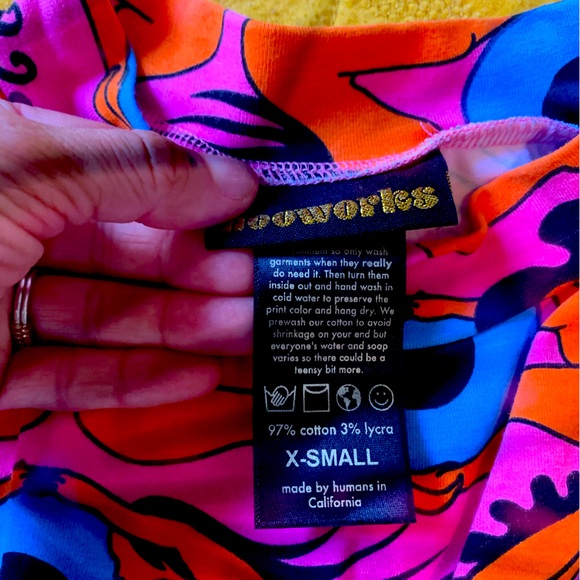 ooworks
so only wash
garments when they really
do need it. Then turn them
inside out and hand wash in
cold water to preserve the
print color and hang dry. We
prewash our cotton to avoid
shrinkage on your end but
everyone's water and soap
varies so there could be a
teensy bit more.
97% cotton 3% lycra
X-SMALL
made by humans in
California